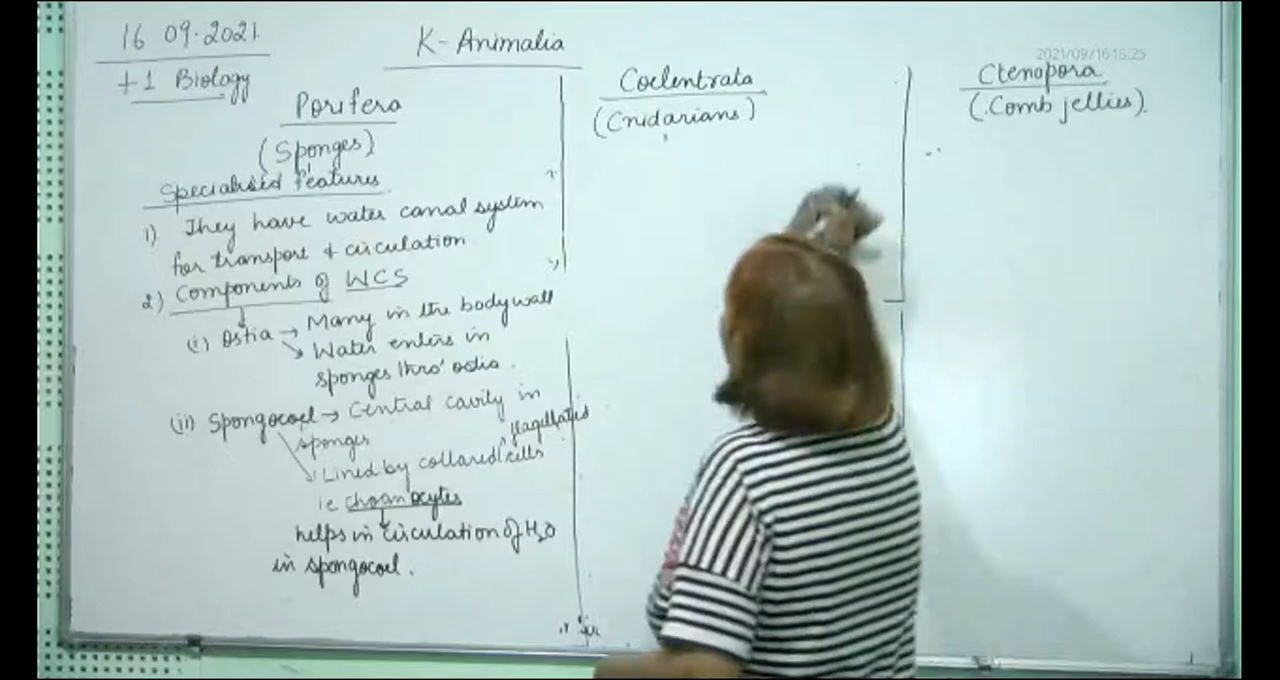 16 09.2021
+1 Biology
K-Animalia
2021/09/16 15:25
Porifera
(Sponges)
Specialised features
1) They have water canal system
for transport & circulation
2) Components of WCS
(i) Ostia → Many in the body wall
↘ Water enters in
sponges thro' ostia.
(ii) Spongocoel → Central cavity in
sponges
flagellated
Lined by collared cells
ie choanocytes
helps in circulation of H2O
in spongocoel.
Coelentrata
(Cnidarians)
Ctenopora
(Comb jellies).